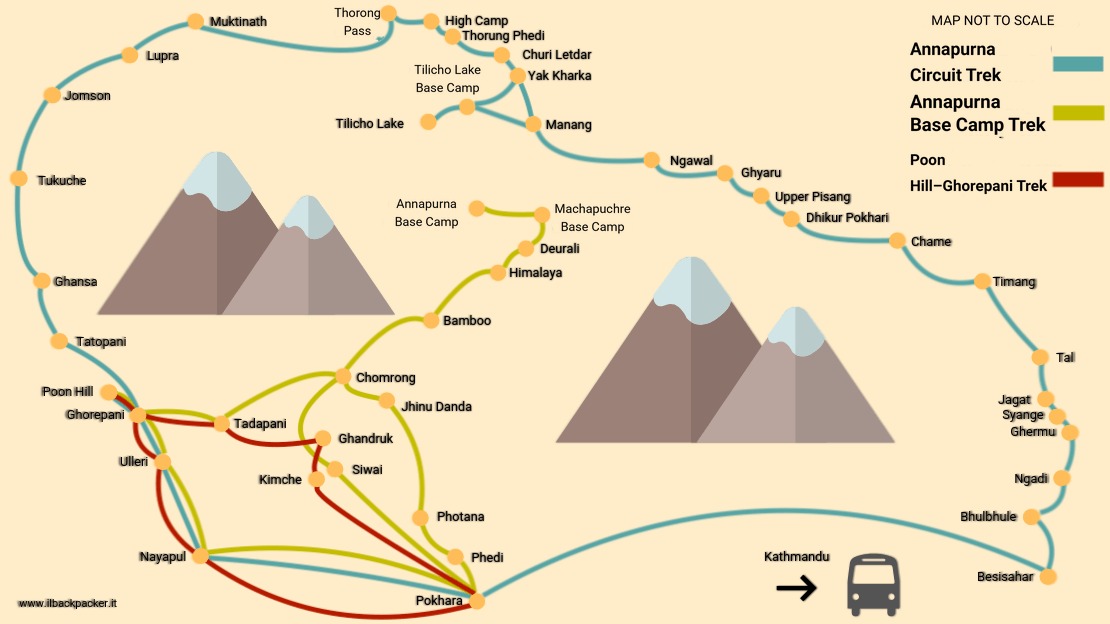 MAP NOT TO SCALE
Annapurna
Circuit Trek
Annapurna
Base Camp Trek
Poon
Hill–Ghorepani Trek
Muktinath
Thorong
Pass
High Camp
Thorung Phedi
Churi Letdar
Lupra
Yak Kharka
Tilicho Lake
Base Camp
Jomson
Tilicho Lake
Manang
Ngawal
Ghyaru
Tukuche
Upper Pisang
Dhikur Pokhari
Annapurna
Base Camp
Machapuchre
Base Camp
Chame
Deurali
Himalaya
Ghansa
Timang
Bamboo
Tatopani
Tal
Chomrong
Poon Hill
Jagat
Jhinu Danda
Ghorepani
Syange
Tadapani
Ghermu
Ghandruk
Ulleri
Siwai
Kimche
Ngadi
Photana
Bhulbhule
Nayapul
Phedi
Kathmandu
Besisahar
Pokhara
www.ilbackpacker.it